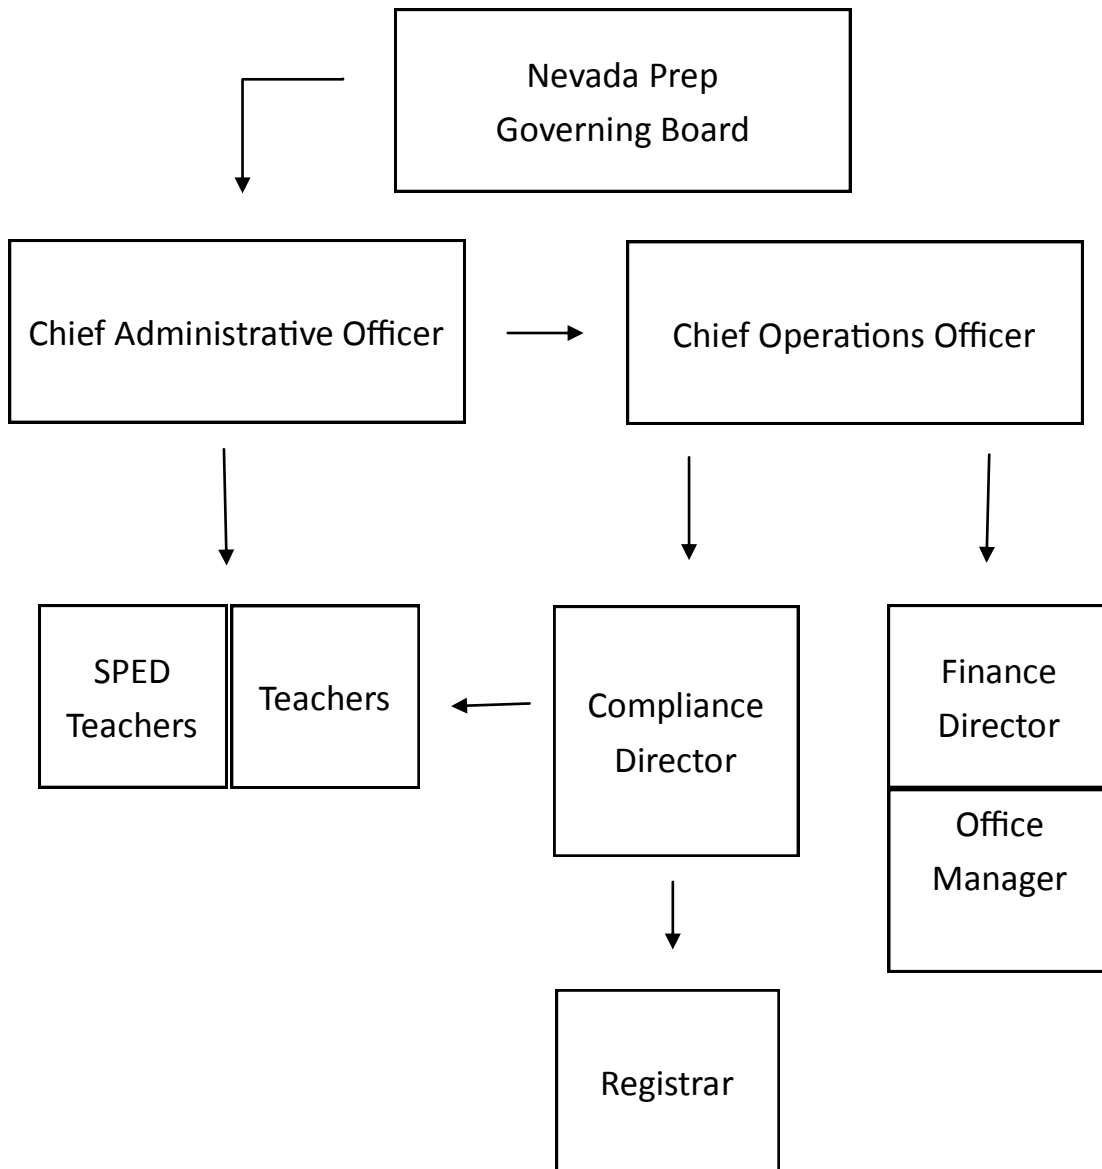 Nevada Prep
Governing Board
Chief Administrative Officer
Chief Operations Officer
SPED
Teachers
Teachers
Compliance
Director
Finance
Director
Office
Manager
Registrar